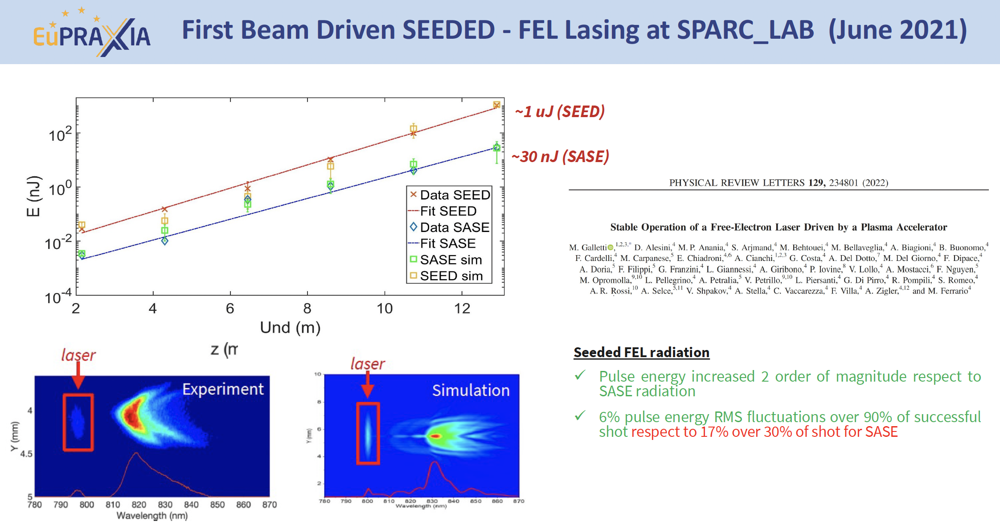 EuPRAXIA
First Beam Driven SEEDED - FEL Lasing at SPARC_LAB (June 2021)
~1 uJ (SEED)
~30 nJ (SASE)
10² 10⁰ 10⁻² 10⁻⁴
E (nJ)
Data SEED
Fit SEED
Data SASE
Fit SASE
SASE sim
SEED sim
2 4 6 8 10 12
Und (m)
z (m
PHYSICAL REVIEW LETTERS 129, 234801 (2022)
Stable Operation of a Free-Electron Laser Driven by a Plasma Accelerator
M. Galletti iD,1,2,3,* D. Alesini,4 M. P. Anania,4 S. Arjmand,4 M. Behtouei,4 M. Bellaveglia,4 A. Biagioni,4 B. Buonomo,4
F. Cardelli,4 M. Carpanese,5 E. Chiadroni,4,6 A. Cianchi,1,2,3 G. Costa,4 A. Del Dotto,7 M. Del Giorno,4 F. Dipace,4
A. Doria,5 F. Filippi,5 G. Franzini,4 L. Giannessi,4 A. Giribono,4 P. Iovine,8 V. Lollo,4 A. Mostacci,6 F. Nguyen,5
M. Opromolla,9,10 L. Pellegrino,4 A. Petralia,5 V. Petrillo,9,10 L. Piersanti,4 G. Di Pirro,4 R. Pompili,4 S. Romeo,4
A. R. Rossi,10 A. Selce,5,11 V. Shpakov,4 A. Stella,4 C. Vaccarezza,4 F. Villa,4 A. Zigler,4,12 and M. Ferrario4
laser
Experiment
4
4.5
5
Y (mm)
780 790 800 810 820 830 840 850 860 870
Wavelength (nm)
laser
Simulation
10
8
6
4
2
Y (mm)
780 790 800 810 820 830 840 850 860 870
Wavelength (nm)
Seeded FEL radiation
✓ Pulse energy increased 2 order of magnitude respect to
SASE radiation
✓ 6% pulse energy RMS fluctuations over 90% of successful
shot respect to 17% over 30% of shot for SASE